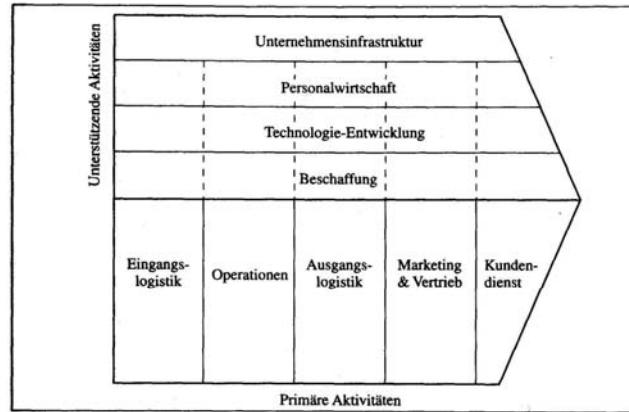 Unterstützende Aktivitäten
Unternehmensinfrastruktur
Personalwirtschaft
Technologie-Entwicklung
Beschaffung
Eingangs-
logistik
Operationen
Ausgangs-
logistik
Marketing
& Vertrieb
Kunden-
dienst
Primäre Aktivitäten